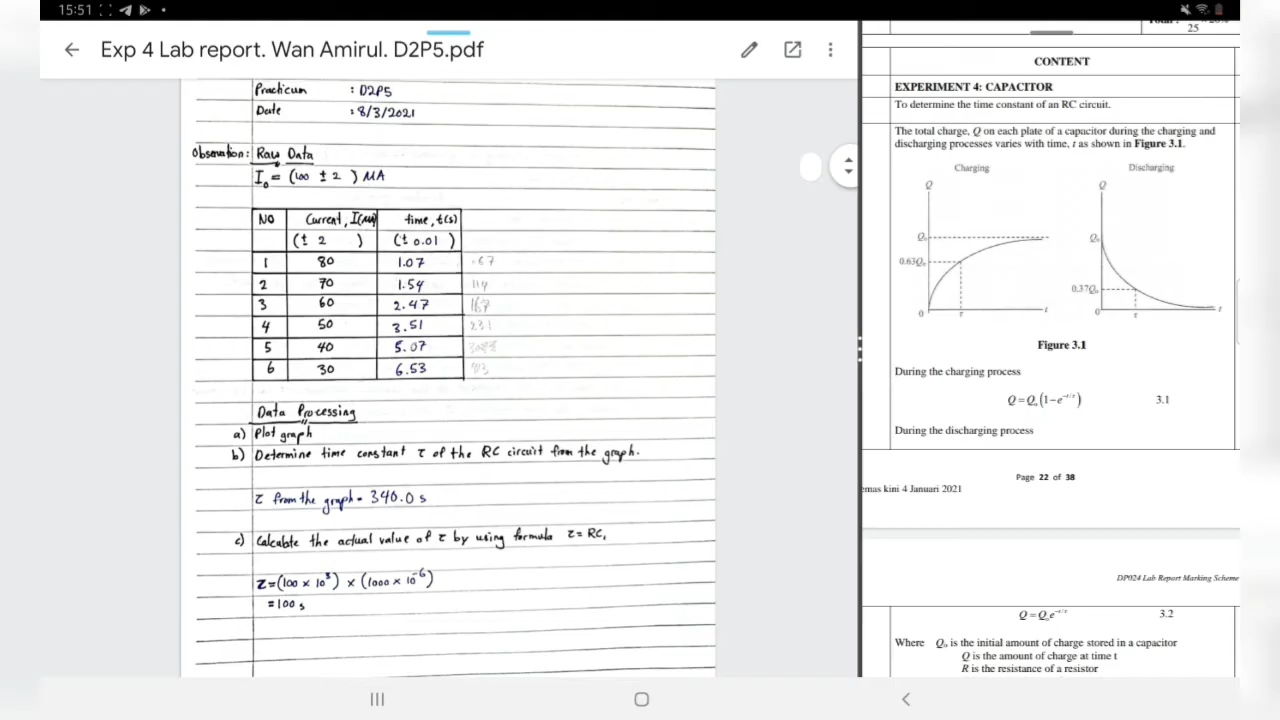 15:51
Exp 4 Lab report. Wan Amirul. D2P5.pdf
Practicum : D2P5
Date : 8/3/2021
Observation: Raw Data
I₀ = (100 ± 2 ) MA
NO Current, I(MA) time, t(s)
(± 2 ) (± 0.01 )
1 80 1.07 67
2 70 1.54 114
3 60 2.47
4 50 3.51 231
5 40 5.07
6 30 6.53
Data Processing
a) Plot graph
b) Determine time constant τ of the RC circuit from the graph.
τ from the graph = 340.0 s
c) Calculate the actual value of τ by using formula τ = RC,
τ = (100 × 10³) × (1000 × 10⁻⁶)
= 100 s
25
CONTENT
EXPERIMENT 4: CAPACITOR
To determine the time constant of an RC circuit.
The total charge, Q on each plate of a capacitor during the charging and
discharging processes varies with time, t as shown in Figure 3.1.
Charging Discharging
Q Q
Q₀ Q₀
0.63Q₀ 0.37Q₀
0 τ t 0 τ t
Figure 3.1
During the charging process
Q = Q₀(1−e^(−t/τ)) 3.1
During the discharging process
Page 22 of 38
emas kini 4 Januari 2021
DP024 Lab Report Marking Scheme
Q = Q₀e^(−t/τ) 3.2
Where Q₀ is the initial amount of charge stored in a capacitor
Q is the amount of charge at time t
R is the resistance of a resistor